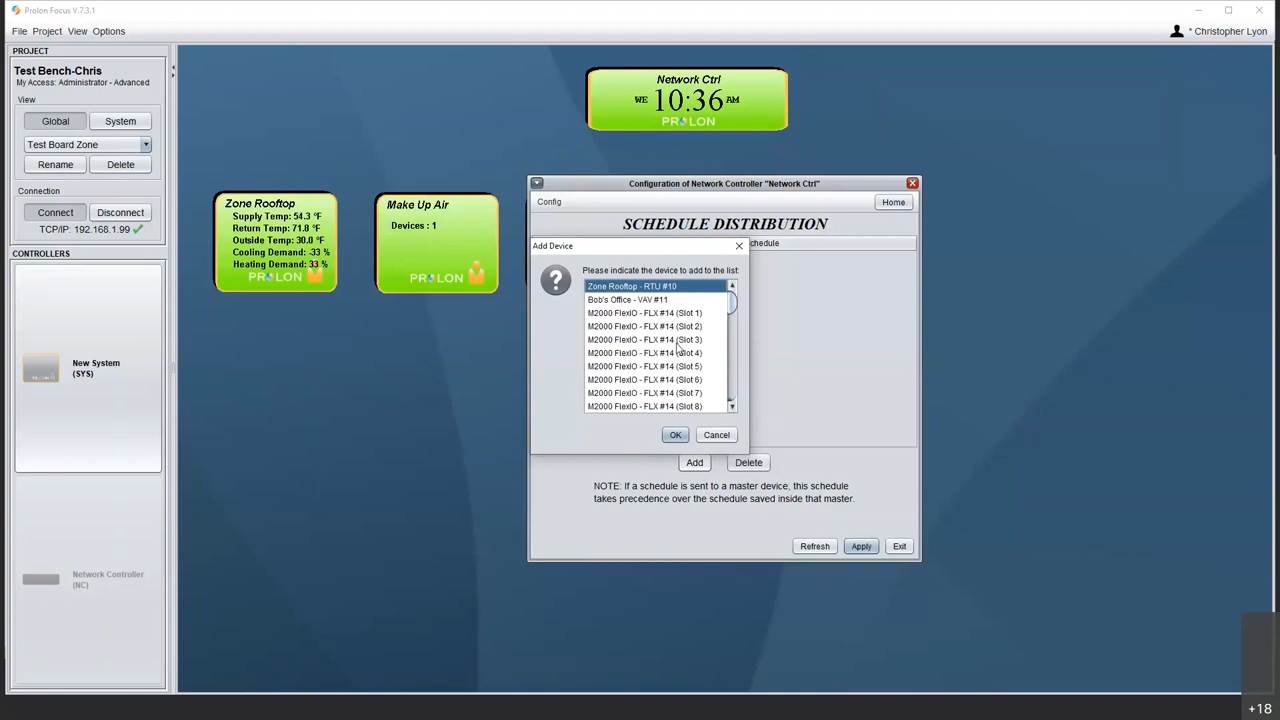 Prolon Focus V.7.3.1
File Project View Options
* Christopher Lyon
PROJECT
Test Bench-Chris
My Access: Administrator - Advanced
View
Global System
Test Board Zone
Rename Delete
Connection
Connect Disconnect
TCP/IP: 192.168.1.99
CONTROLLERS
New System
(SYS)
Network Controller
(NC)
Network Ctrl
WE 10:36 AM
PROLON
Zone Rooftop
Supply Temp: 54.3 °F
Return Temp: 71.8 °F
Outside Temp: 30.0 °F
Cooling Demand: -33 %
Heating Demand: 33 %
PROLON
Make Up Air
Devices : 1
PROLON
Configuration of Network Controller "Network Ctrl"
Config Home
SCHEDULE DISTRIBUTION
chedule
Add Device
Please indicate the device to add to the list:
Zone Rooftop - RTU #10
Bob's Office - VAV #11
M2000 FlexIO - FLX #14 (Slot 1)
M2000 FlexIO - FLX #14 (Slot 2)
M2000 FlexIO - FLX #14 (Slot 3)
M2000 FlexIO - FLX #14 (Slot 4)
M2000 FlexIO - FLX #14 (Slot 5)
M2000 FlexIO - FLX #14 (Slot 6)
M2000 FlexIO - FLX #14 (Slot 7)
M2000 FlexIO - FLX #14 (Slot 8)
OK Cancel
Add Delete
NOTE: If a schedule is sent to a master device, this schedule
takes precedence over the schedule saved inside that master.
Refresh Apply Exit
+18